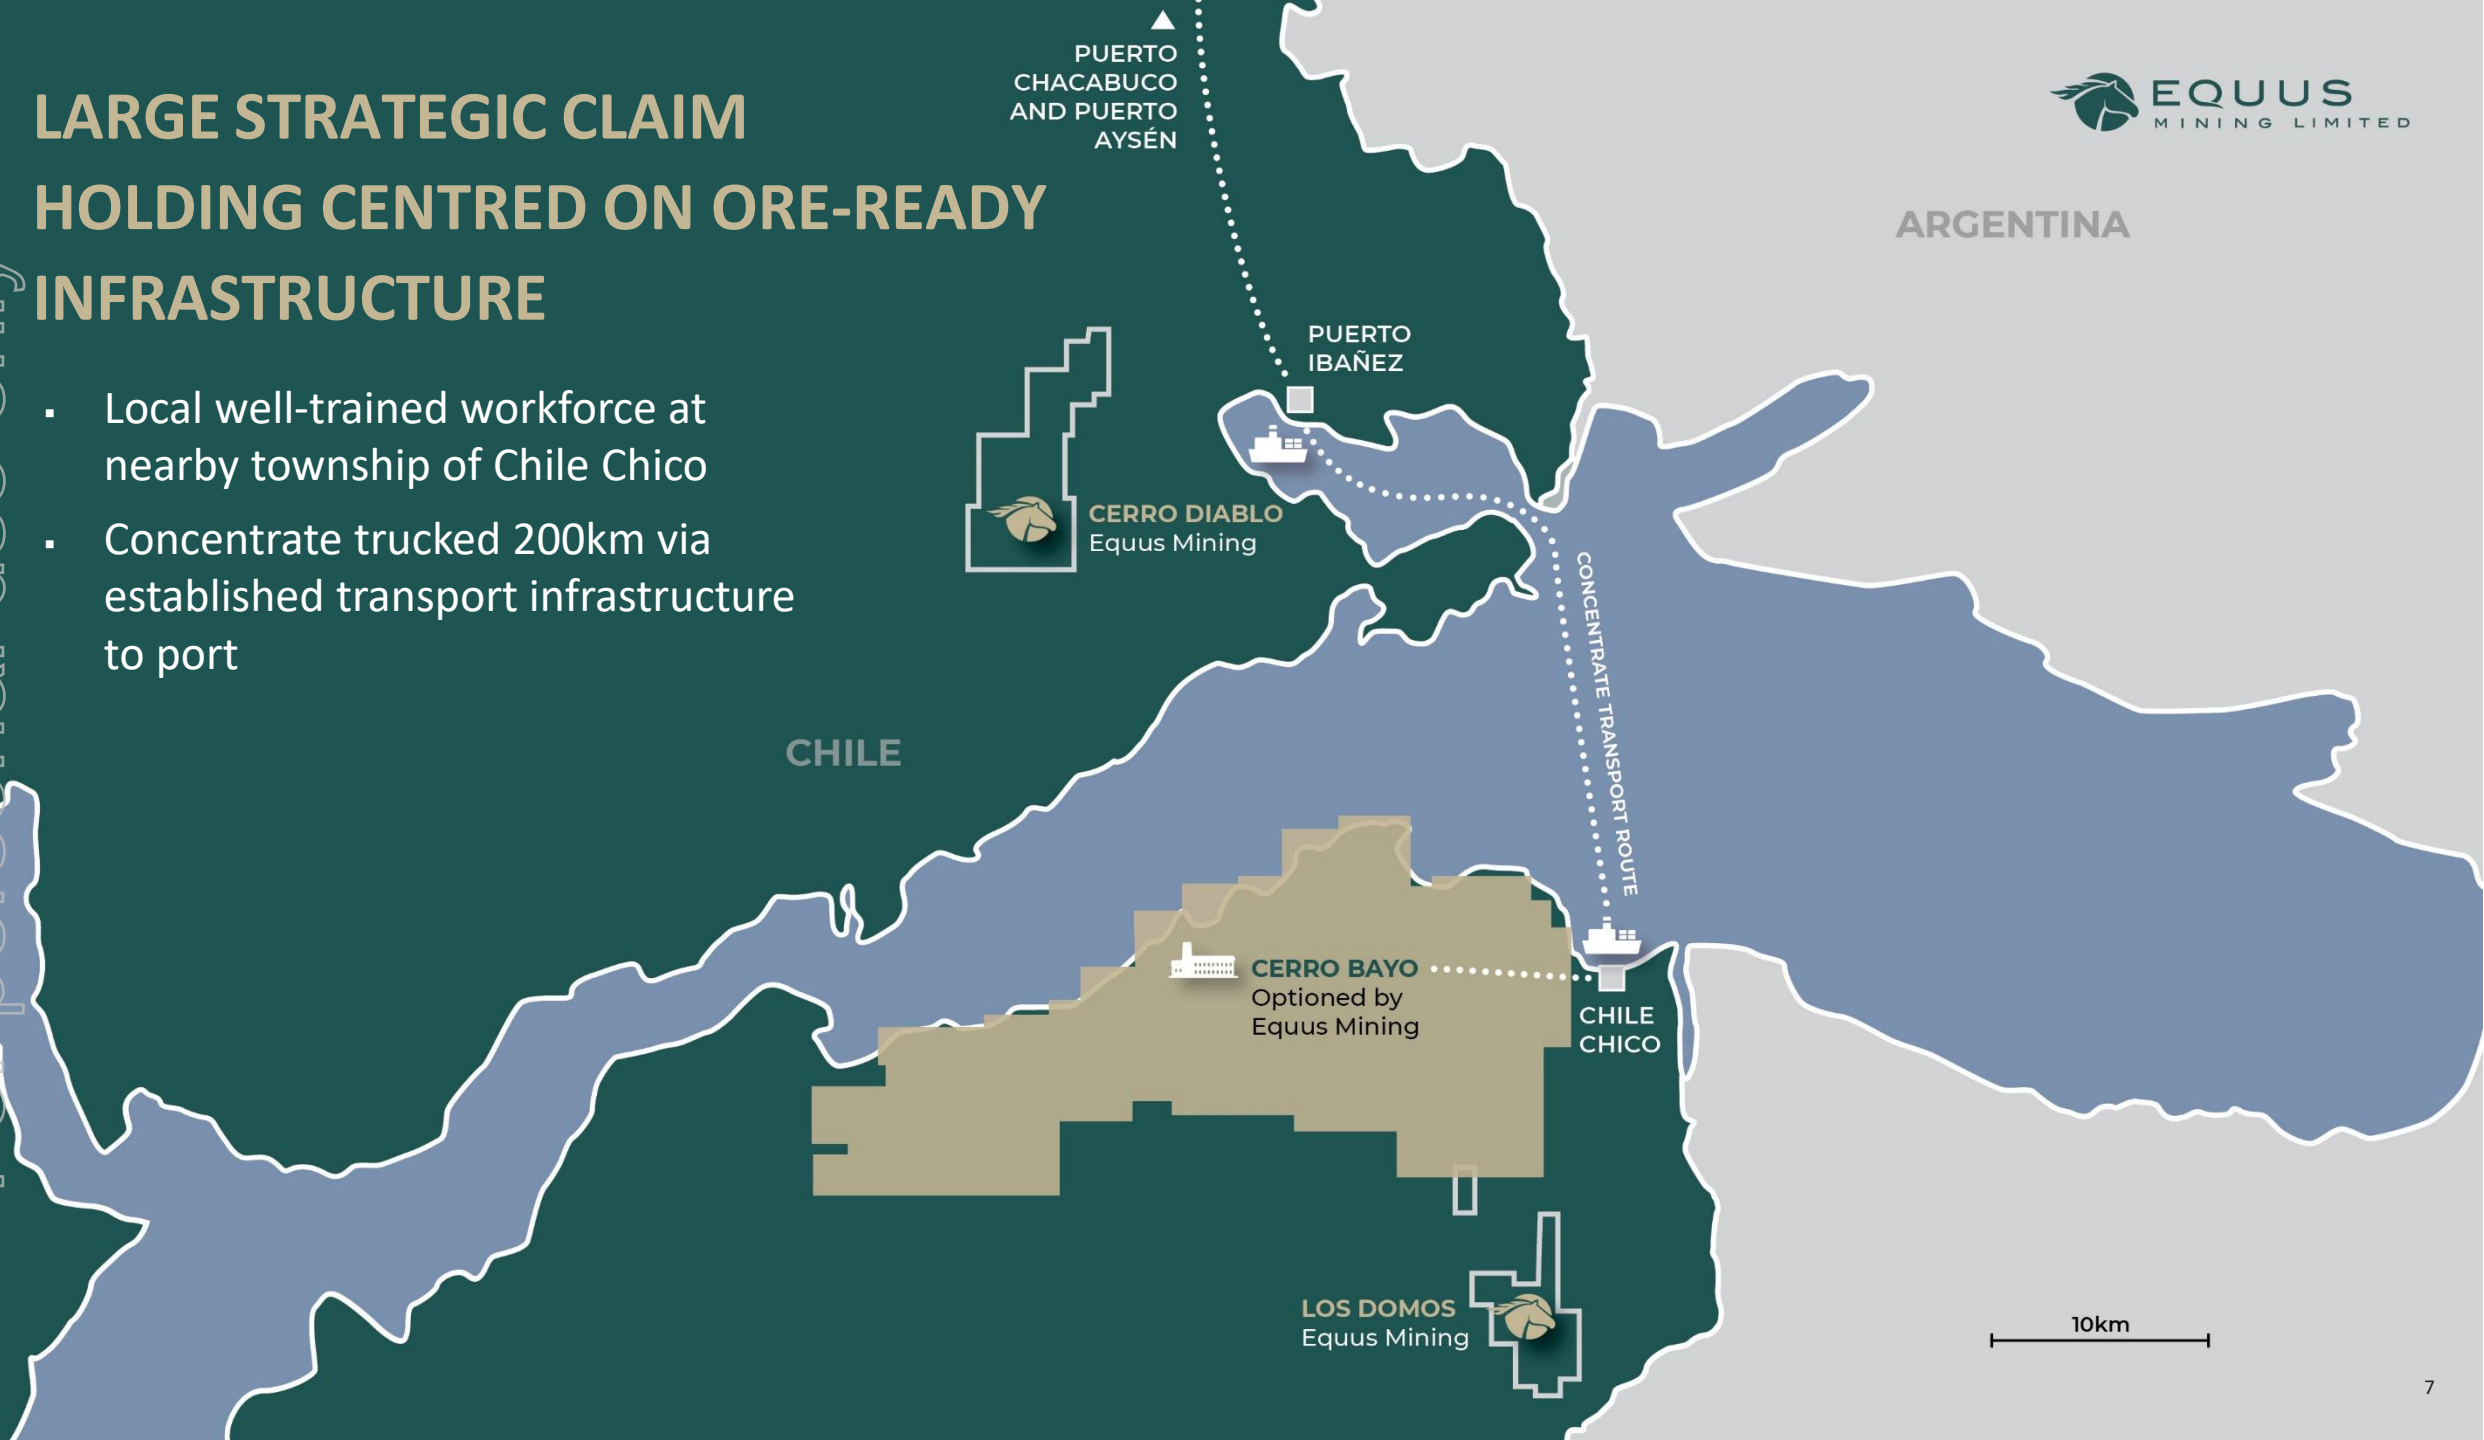 LARGE STRATEGIC CLAIM
HOLDING CENTRED ON ORE-READY
INFRASTRUCTURE
▪ Local well-trained workforce at
nearby township of Chile Chico
▪ Concentrate trucked 200km via
established transport infrastructure
to port
PUERTO
CHACABUCO
AND PUERTO
AYSÉN
EQUUS
MINING LIMITED
ARGENTINA
PUERTO
IBAÑEZ
CERRO DIABLO
Equus Mining
CONCENTRATE TRANSPORT ROUTE
CHILE
CERRO BAYO
Optioned by
Equus Mining
CHILE
CHICO
LOS DOMOS
Equus Mining
10km
7